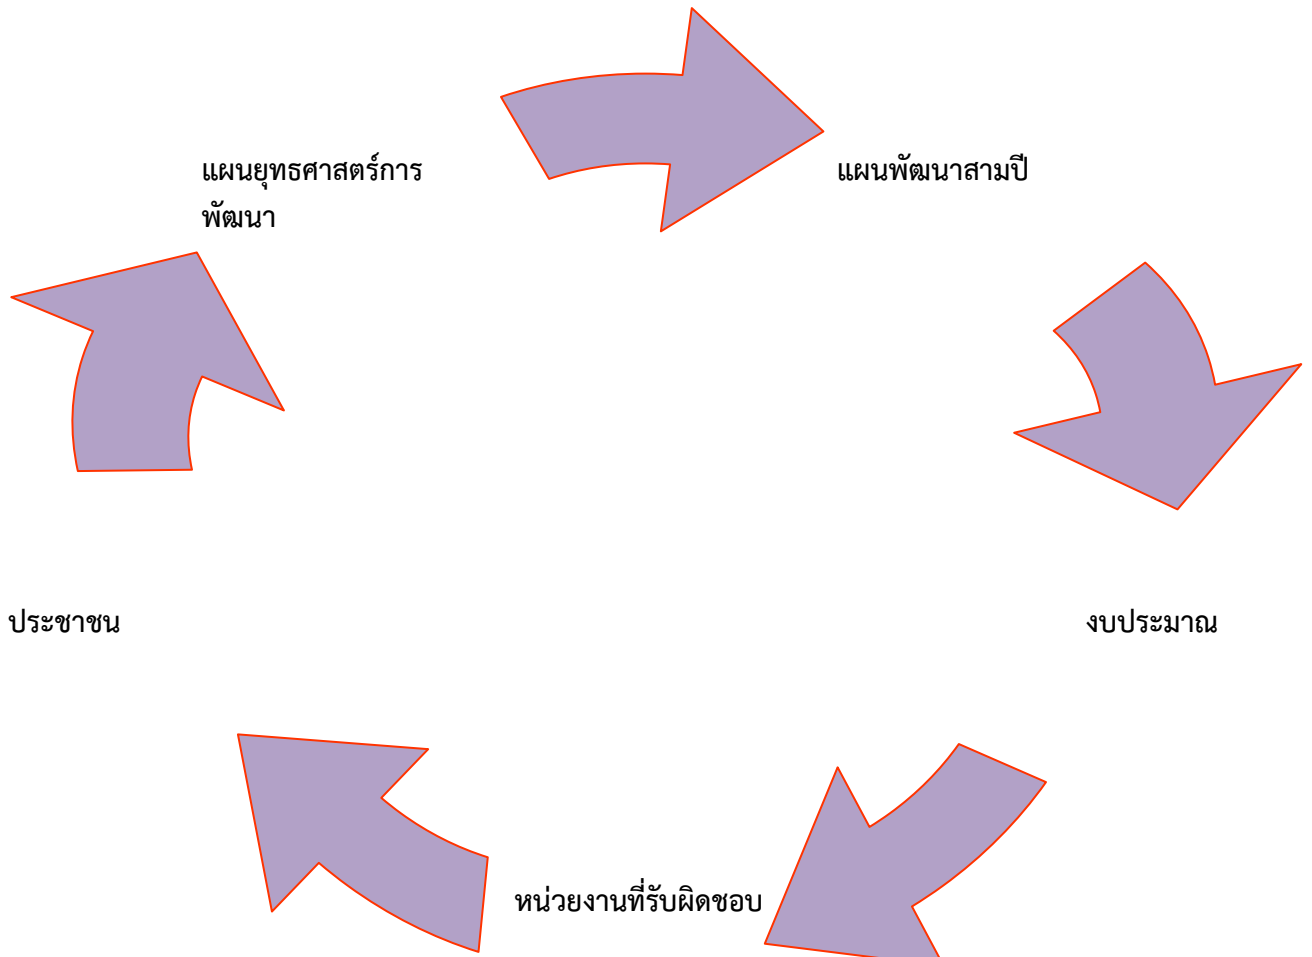 แผนยุทธศาสตร์การ
พัฒนา
แผนพัฒนาสามปี
ประชาชน
งบประมาณ
หน่วยงานที่รับผิดชอบ